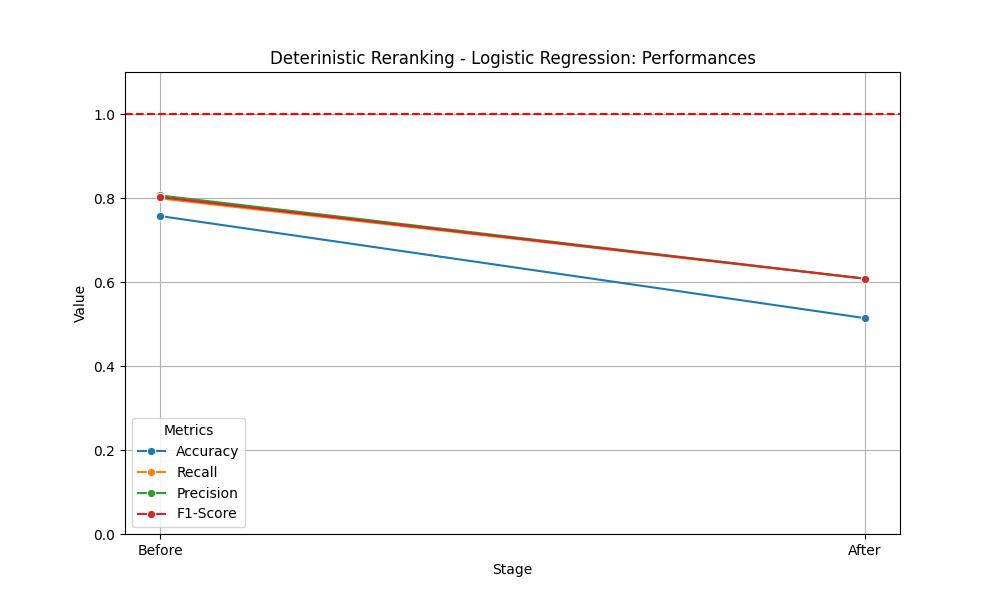 Deterinistic Reranking - Logistic Regression: Performances
1.0
0.8
0.6
0.4
0.2
0.0
Value
Metrics
Accuracy
Recall
Precision
F1-Score
Before
After
Stage